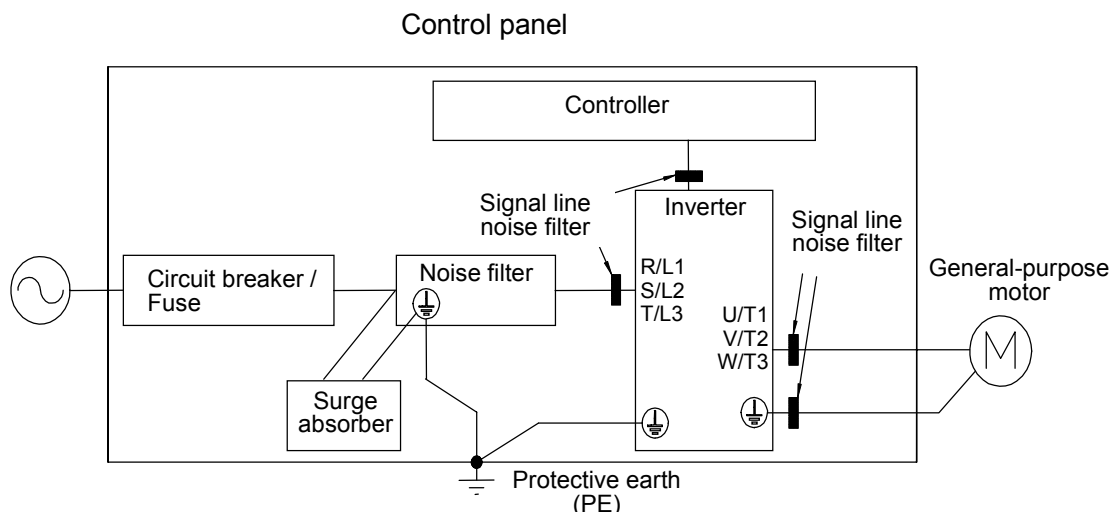 Control panel
Controller
Signal line
noise filter
Inverter
Signal line
noise filter
General-purpose
motor
Circuit breaker /
Fuse
Noise filter
R/L1
S/L2
T/L3
U/T1
V/T2
W/T3
M
Surge
absorber
Protective earth
(PE)